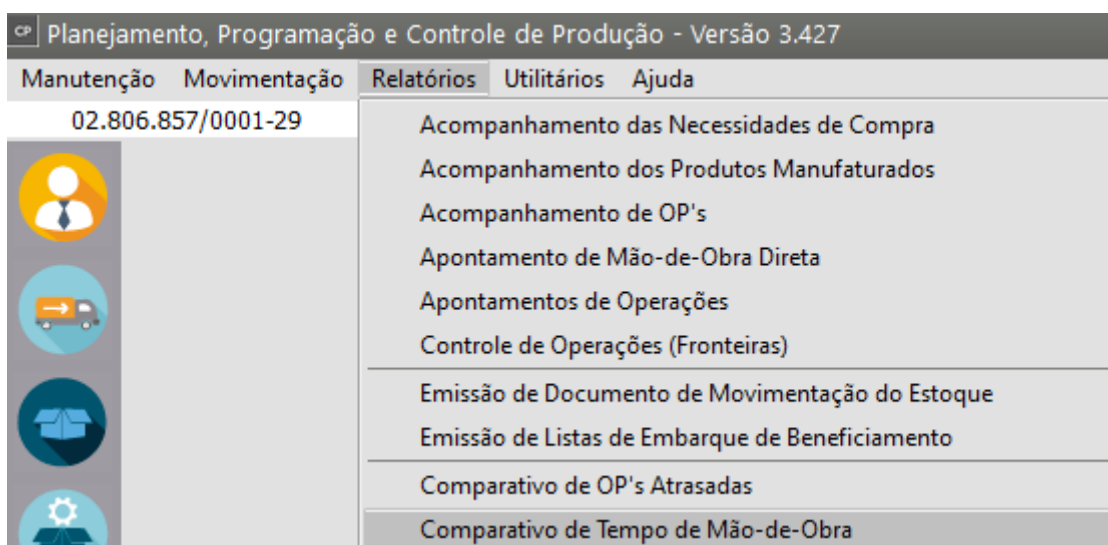 CP Planejamento, Programação e Controle de Produção - Versão 3.427
Manutenção Movimentação Relatórios Utilitários Ajuda
02.806.857/0001-29
Acompanhamento das Necessidades de Compra
Acompanhamento dos Produtos Manufaturados
Acompanhamento de OP's
Apontamento de Mão-de-Obra Direta
Apontamentos de Operações
Controle de Operações (Fronteiras)
Emissão de Documento de Movimentação do Estoque
Emissão de Listas de Embarque de Beneficiamento
Comparativo de OP's Atrasadas
Comparativo de Tempo de Mão-de-Obra